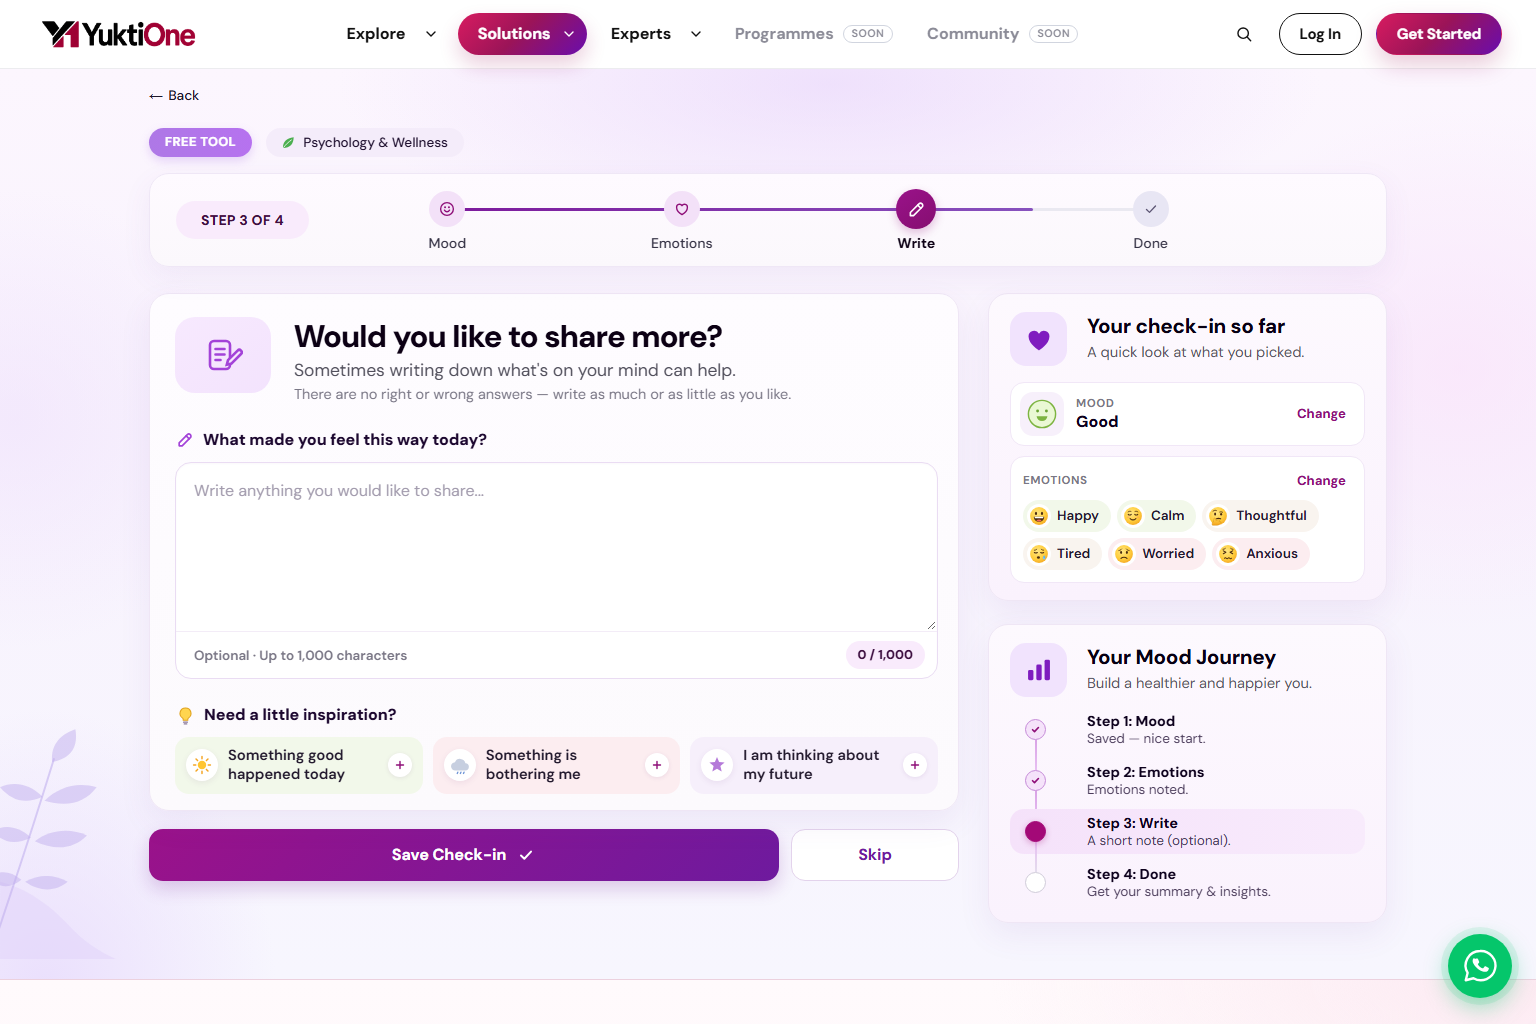 YuktiOne
Explore
Solutions
Experts
Programmes SOON
Community SOON
Log In
Get Started
← Back
FREE TOOL
Psychology & Wellness
STEP 3 OF 4
Mood
Emotions
Write
Done
Would you like to share more?
Sometimes writing down what's on your mind can help.
There are no right or wrong answers — write as much or as little as you like.
What made you feel this way today?
Write anything you would like to share...
Optional · Up to 1,000 characters
0 / 1,000
Need a little inspiration?
Something good
happened today
+
Something is
bothering me
+
I am thinking about
my future
+
Save Check-in
Skip
Your check-in so far
A quick look at what you picked.
MOOD
Good
Change
EMOTIONS
Change
Happy
Calm
Thoughtful
Tired
Worried
Anxious
Your Mood Journey
Build a healthier and happier you.
Step 1: Mood
Saved — nice start.
Step 2: Emotions
Emotions noted.
Step 3: Write
A short note (optional).
Step 4: Done
Get your summary & insights.